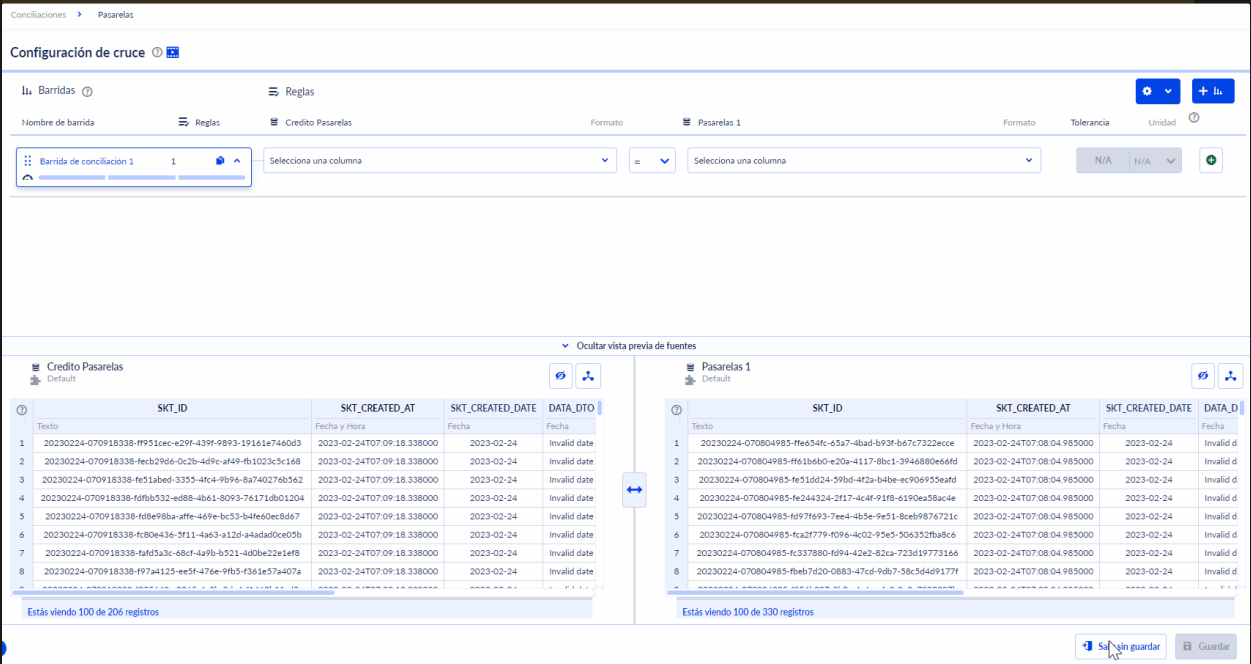 Conciliaciones > Pasarelas
Configuración de cruce
Barridas
Reglas
Nombre de barrida Reglas Credito Pasarelas Formato Pasarelas 1 Formato Tolerancia Unidad
Barrida de conciliación 1 1 Selecciona una columna = Selecciona una columna N/A N/A
Ocultar vista previa de fuentes
Credito Pasarelas
Default
SKT_ID SKT_CREATED_AT SKT_CREATED_DATE DATA_DTO
Texto Fecha y Hora Fecha Fecha
1 20230224-070918338-ff951cec-e29f-439f-9893-19161e7460d3 2023-02-24T07:09:18.338000 2023-02-24 Invalid date
2 20230224-070918338-fecb29d6-0c2b-4d9c-af49-fb1023c5c168 2023-02-24T07:09:18.338000 2023-02-24 Invalid date
3 20230224-070918338-fe51abed-3355-4fc4-9b96-8a740276b562 2023-02-24T07:09:18.338000 2023-02-24 Invalid date
4 20230224-070918338-fdfbb532-ed88-4b61-8093-76171db01204 2023-02-24T07:09:18.338000 2023-02-24 Invalid date
5 20230224-070918338-fd8e98ba-affe-469e-bc53-b4fe60ec8d67 2023-02-24T07:09:18.338000 2023-02-24 Invalid date
6 20230224-070918338-fc80e436-5f11-4a63-a12d-a4adad0ce05b 2023-02-24T07:09:18.338000 2023-02-24 Invalid date
7 20230224-070918338-fafd5a3c-68cf-4a9b-b521-4d0be22e1ef8 2023-02-24T07:09:18.338000 2023-02-24 Invalid date
8 20230224-070918338-f97a4125-ee5f-476e-9fb5-f361e57a407a 2023-02-24T07:09:18.338000 2023-02-24 Invalid date
Estás viendo 100 de 206 registros
Pasarelas 1
Default
SKT_ID SKT_CREATED_AT SKT_CREATED_DATE DATA_D
Texto Fecha y Hora Fecha Fecha
1 20230224-070804985-ffe654fc-65a7-4bad-b93f-b67c7322ecce 2023-02-24T07:08:04.985000 2023-02-24 Invalid d
2 20230224-070804985-ff61b6b0-e20a-4117-8bc1-3946880e66fd 2023-02-24T07:08:04.985000 2023-02-24 Invalid d
3 20230224-070804985-fe51dd24-59bd-4f2a-b4be-ec906955eafd 2023-02-24T07:08:04.985000 2023-02-24 Invalid d
4 20230224-070804985-fe244324-2f17-4c4f-91f8-6190ea58ac4e 2023-02-24T07:08:04.985000 2023-02-24 Invalid d
5 20230224-070804985-fd97f693-7ee4-4b5e-9e51-8ceb9876721c 2023-02-24T07:08:04.985000 2023-02-24 Invalid d
6 20230224-070804985-fca2f779-f096-4c02-95e5-506352fba8c6 2023-02-24T07:08:04.985000 2023-02-24 Invalid d
7 20230224-070804985-fc337880-fd94-42e2-82ca-723d19773166 2023-02-24T07:08:04.985000 2023-02-24 Invalid d
8 20230224-070804985-fbeb7d20-0883-47cd-9db7-58c5d4d9177f 2023-02-24T07:08:04.985000 2023-02-24 Invalid d
Estás viendo 100 de 330 registros
Salir sin guardar
Guardar